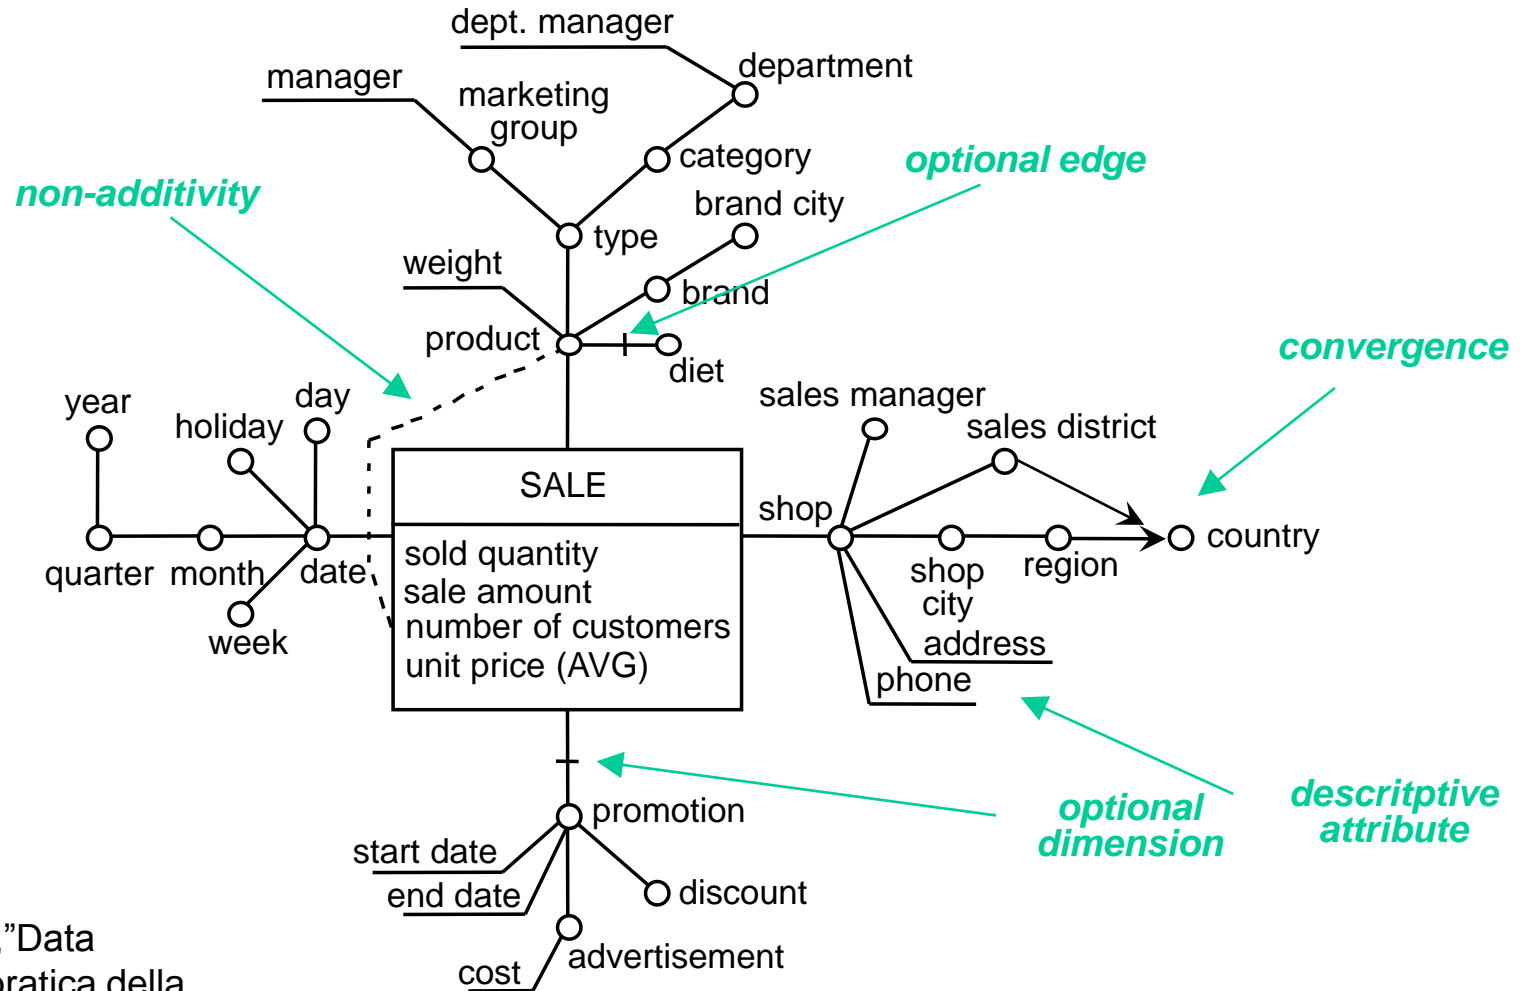 dept. manager
manager
department
marketing
group
category
optional edge
non-additivity
brand city
type
weight
brand
product
diet
convergence
year
day
holiday
sales manager
sales district
SALE
shop
country
quarter
month
date
sold quantity
sale amount
number of customers
unit price (AVG)
shop
city
region
week
address
phone
promotion
optional
dimension
descritptive
attribute
start date
end date
discount
advertisement
cost
"Data
pratica della